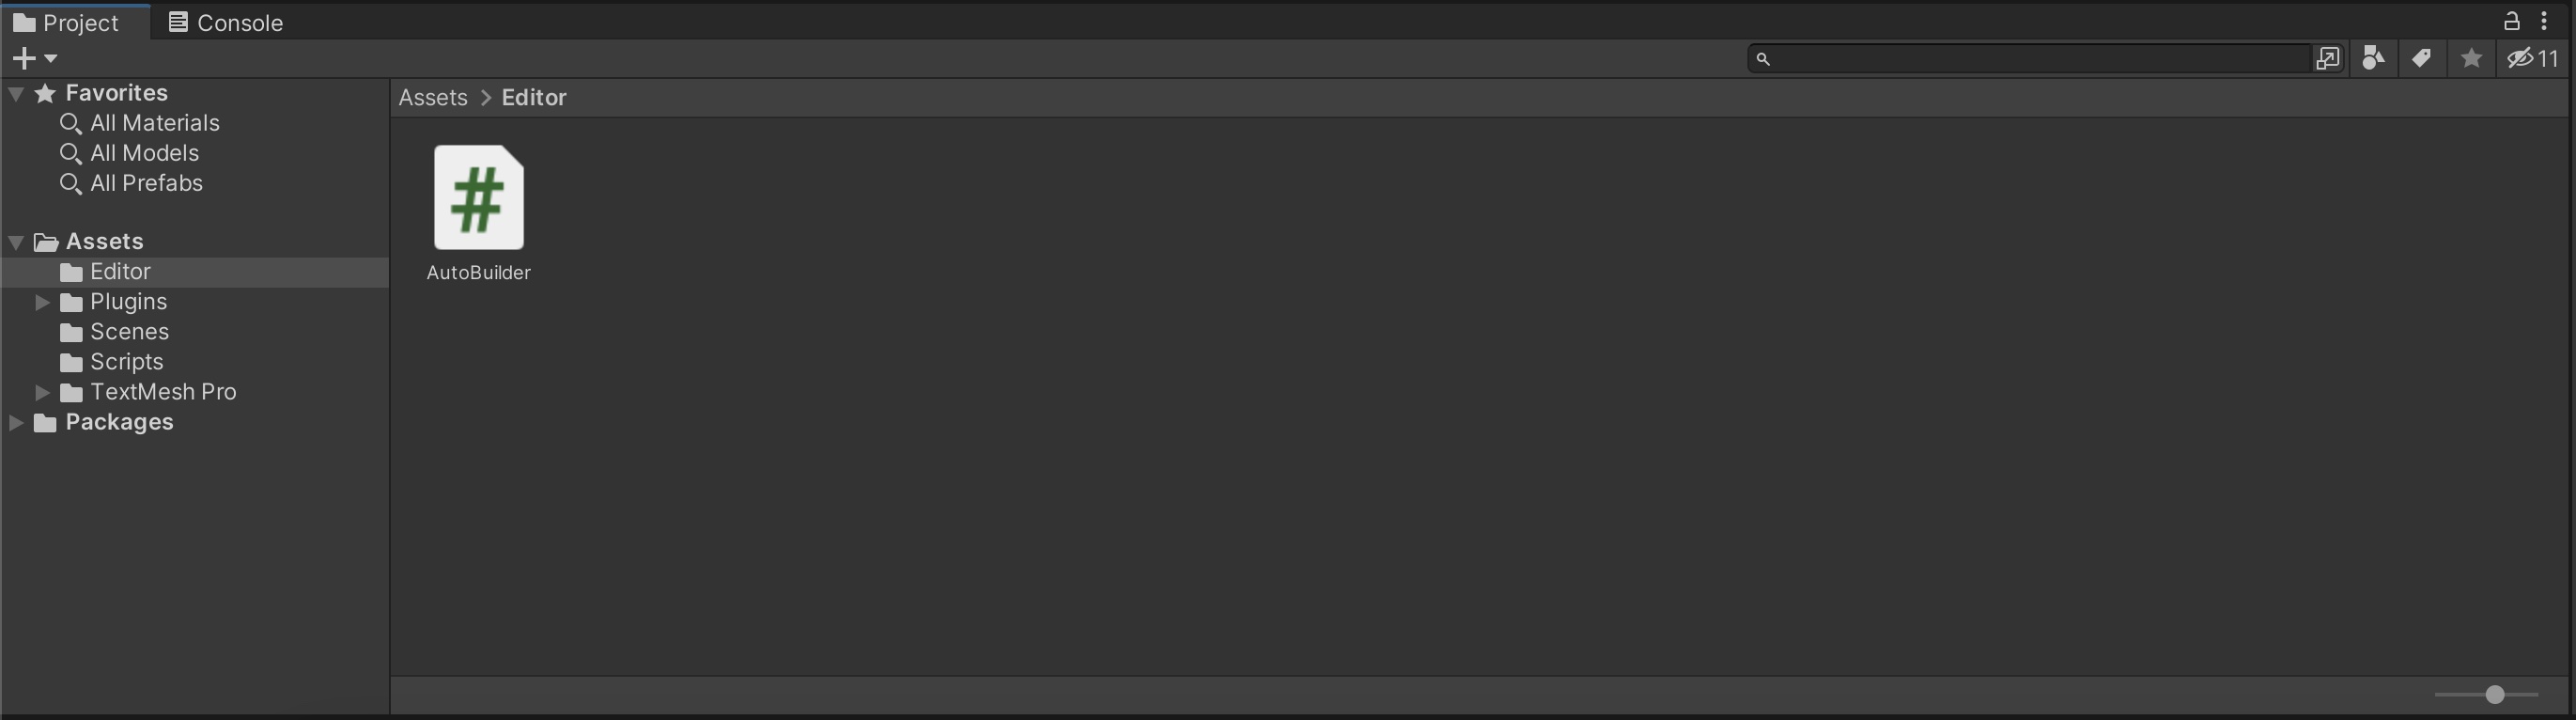 Project
Console
11
Favorites
All Materials
All Models
All Prefabs
Assets
Editor
Plugins
Scenes
Scripts
TextMesh Pro
Packages
Assets > Editor
#
AutoBuilder